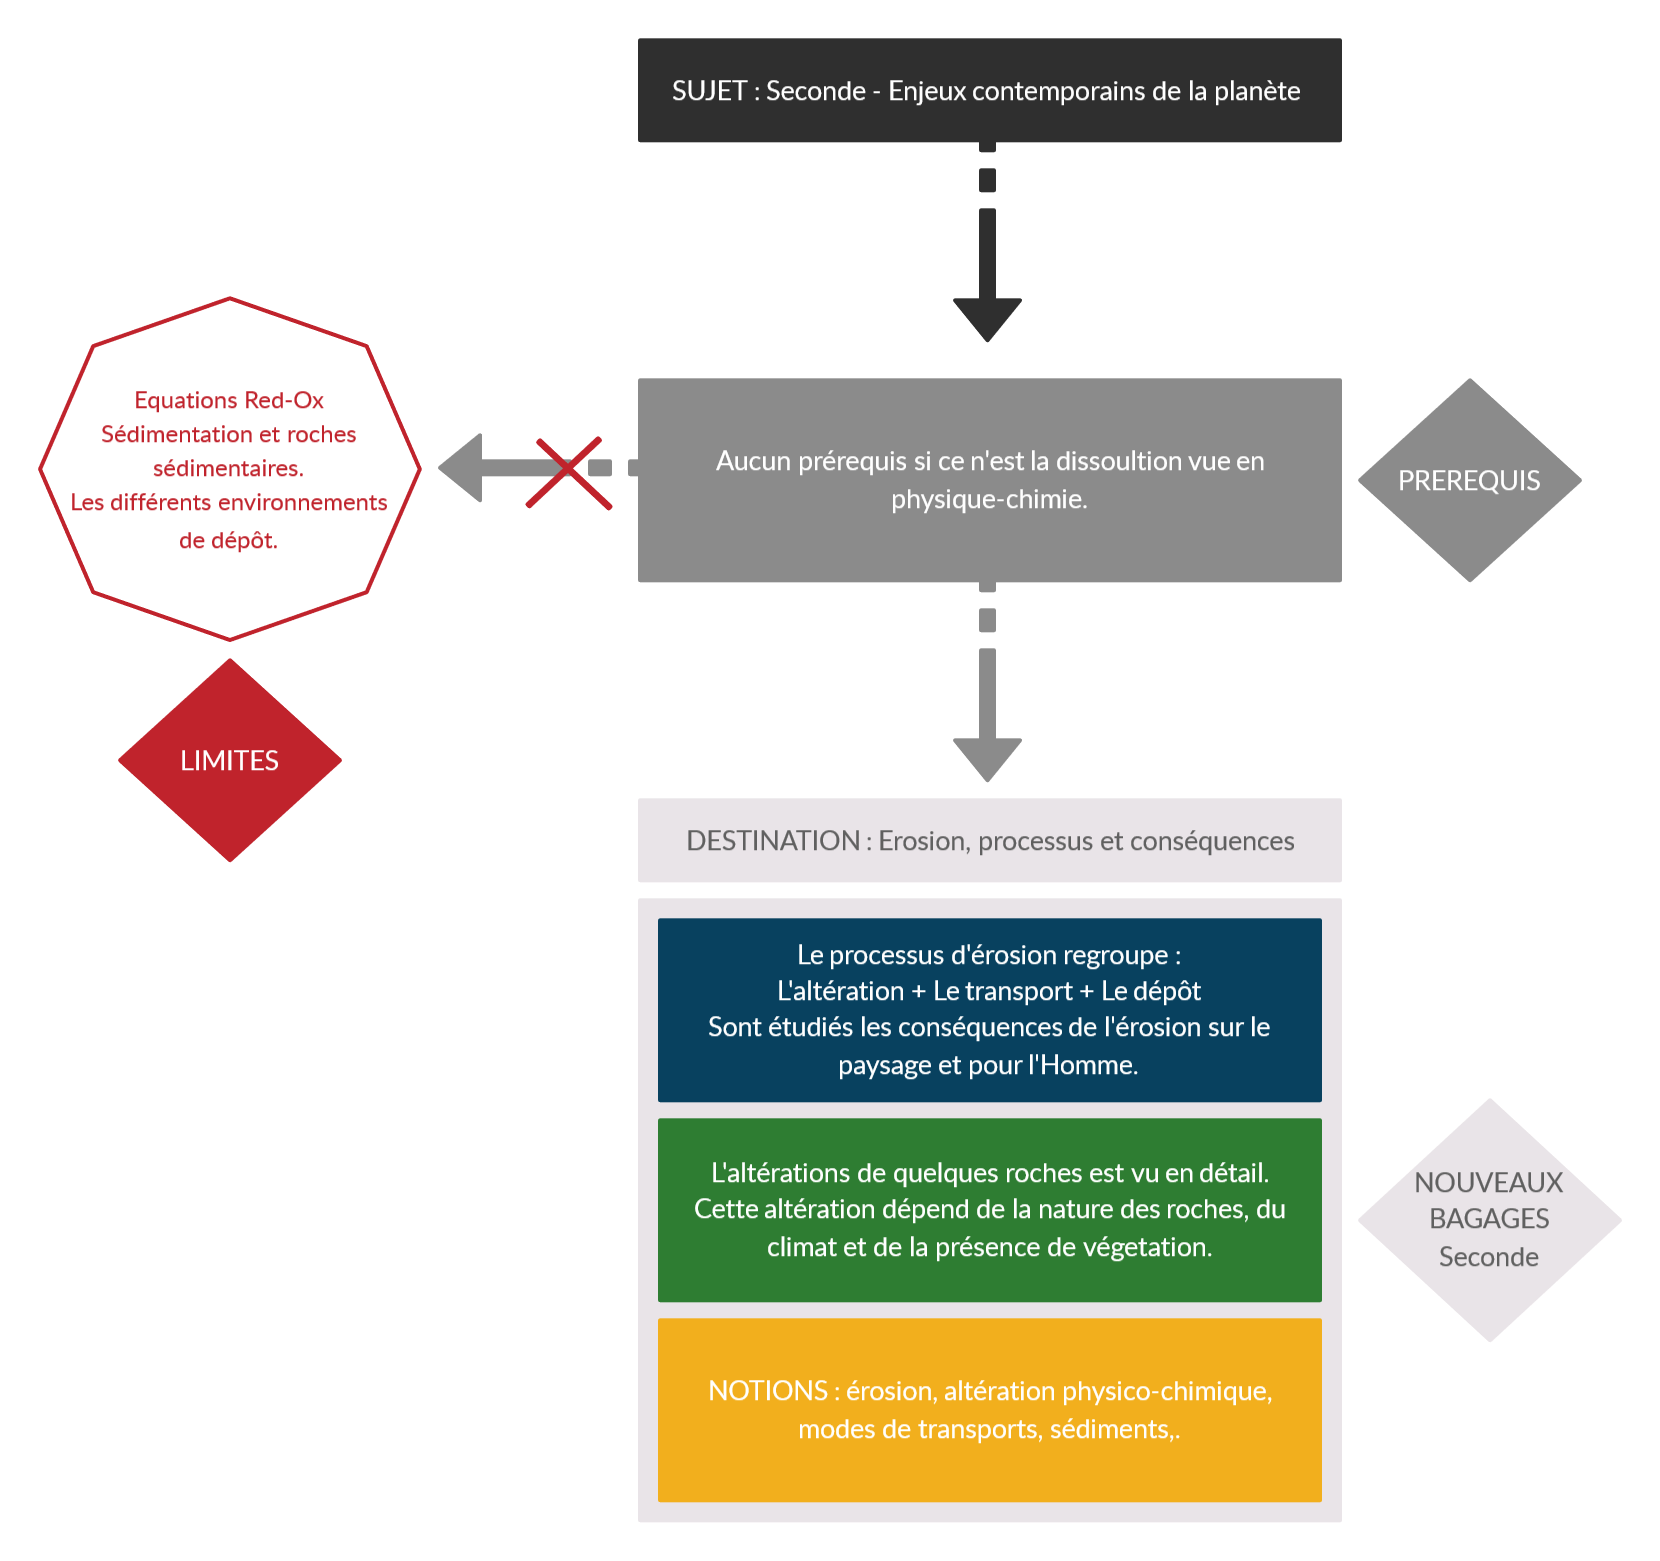 SUJET : Seconde - Enjeux contemporains de la planète
Equations Red-Ox
Sédimentation et roches
sédimentaires.
Les différents environnements
de dépôt.
Aucun prérequis si ce n'est la dissoultion vue en
physique-chimie.
PREREQUIS
LIMITES
DESTINATION : Erosion, processus et conséquences
Le processus d'érosion regroupe :
L'altération + Le transport + Le dépôt
Sont étudiés les conséquences de l'érosion sur le
paysage et pour l'Homme.
L'altérations de quelques roches est vu en détail.
Cette altération dépend de la nature des roches, du
climat et de la présence de végetation.
NOUVEAUX
BAGAGES
Seconde
NOTIONS : érosion, altération physico-chimique,
modes de transports, sédiments,.